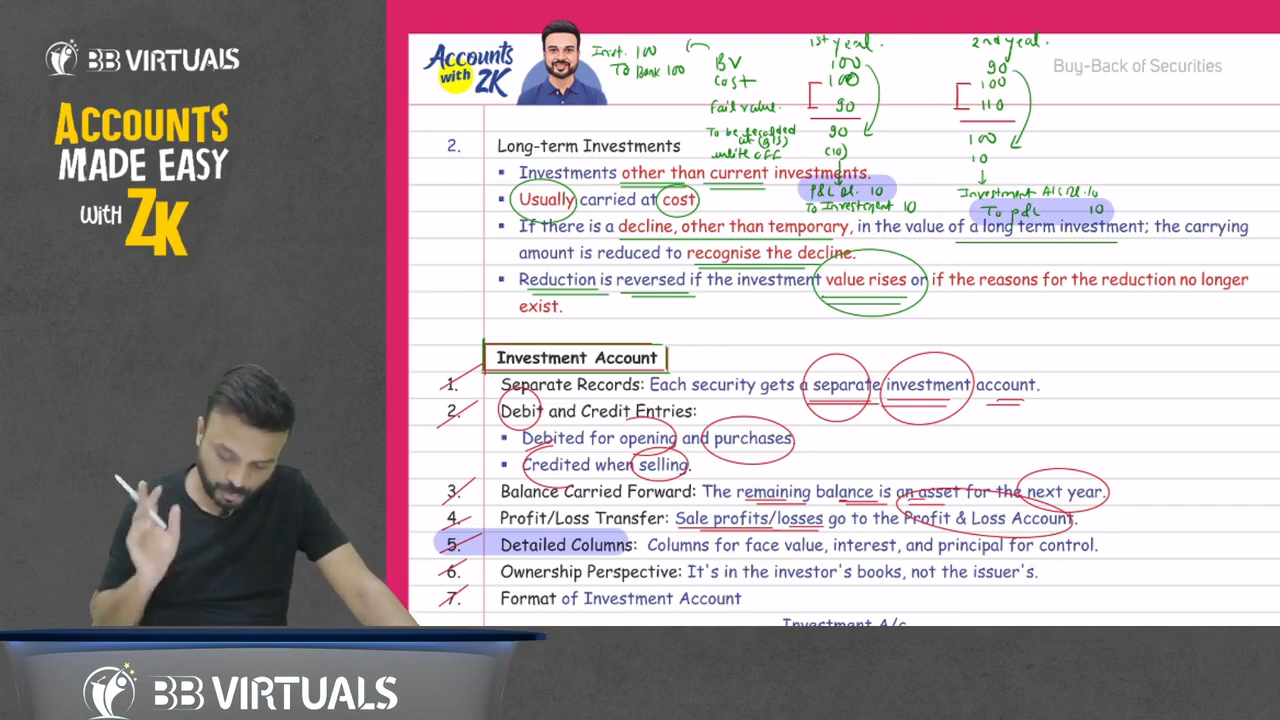 BB VIRTUALS
ACCOUNTS
MADE EASY
WITH ZK
Accounts
with ZK
Invt. 100
To Bank 100
1st year.
2nd year.
BV 100 90
Cost 100 100
Fair value. 90 110
To be recorded at (B/S) 90 100
write off (10) 10
P&L Dr. 10
To Investment 10
Investment A/C Dr. 10
To P&L 10
Buy-Back of Securities
2. Long-term Investments
▪ Investments other than current investments.
▪ Usually carried at cost
▪ If there is a decline, other than temporary, in the value of a long term investment; the carrying
amount is reduced to recognise the decline.
▪ Reduction is reversed if the investment value rises or if the reasons for the reduction no longer
exist.
Investment Account
1. Separate Records: Each security gets a separate investment account.
2. Debit and Credit Entries:
▪ Debited for opening and purchases.
▪ Credited when selling.
3. Balance Carried Forward: The remaining balance is an asset for the next year.
4. Profit/Loss Transfer: Sale profits/losses go to the Profit & Loss Account.
5. Detailed Columns: Columns for face value, interest, and principal for control.
6. Ownership Perspective: It's in the investor's books, not the issuer's.
7. Format of Investment Account
Investment A/c
BB VIRTUALS